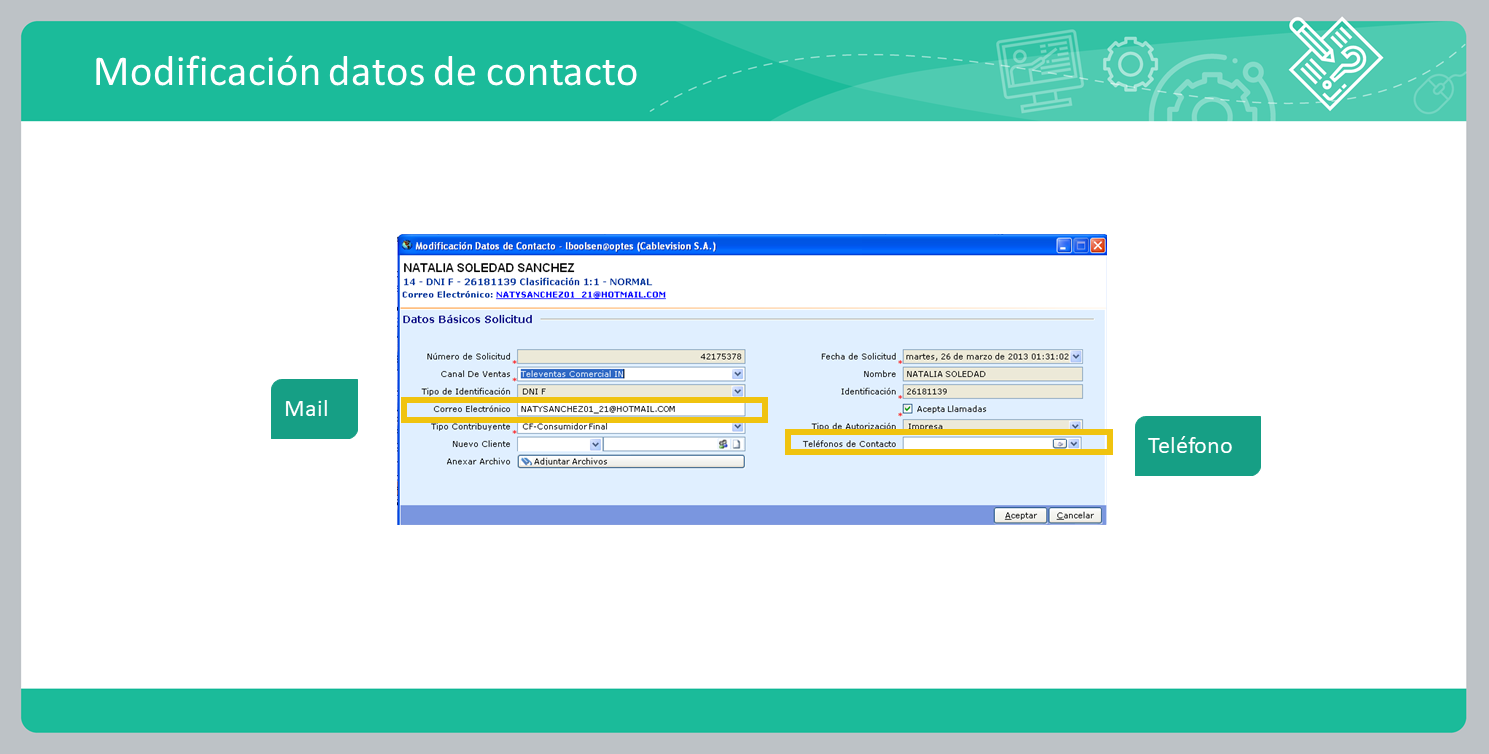 Modificación datos de contacto
Modificación Datos de Contacto - lboolsen@optes (Cablevision S.A.)
NATALIA SOLEDAD SANCHEZ
14 - DNI F - 26181139 Clasificación 1:1 - NORMAL
Correo Electrónico: NATYSANCHEZ01_21@HOTMAIL.COM
Datos Básicos Solicitud
Número de Solicitud * 42175378 Fecha de Solicitud * martes, 26 de marzo de 2013 01:31:02
Canal De Ventas * Televentas Comercial IN Nombre NATALIA SOLEDAD
Tipo de Identificación DNI F Identificación * 26181139
Mail
Correo Electrónico NATYSANCHEZ01_21@HOTMAIL.COM * Acepta Llamadas
Tipo Contribuyente * CF-Consumidor Final Tipo de Autorización Impresa
Nuevo Cliente Teléfonos de Contacto
Teléfono
Anexar Archivo Adjuntar Archivos
Aceptar Cancelar